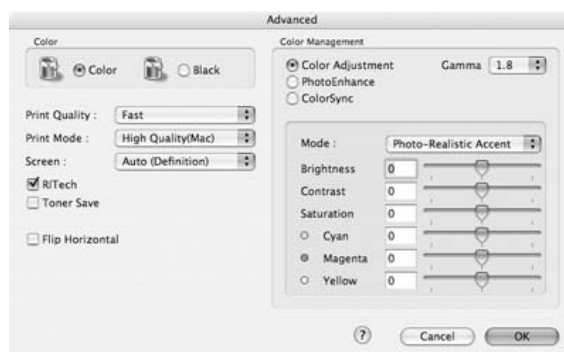 Advanced
Color
Color
Black
Print Quality : Fast
Print Mode : High Quality(Mac)
Screen : Auto (Definition)
RITech
Toner Save
Flip Horizontal
Color Management
Color Adjustment Gamma 1.8
PhotoEnhance
ColorSync
Mode : Photo-Realistic Accent
Brightness 0
Contrast 0
Saturation 0
Cyan 0
Magenta 0
Yellow 0
? Cancel OK